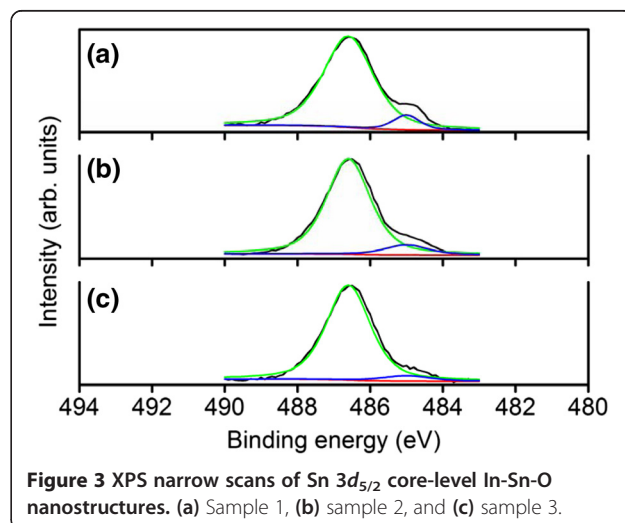 (a)
(b)
(c)
Intensity (arb. units)
494 492 490 488 486 484 482 480
Binding energy (eV)
Figure 3 XPS narrow scans of Sn 3d5/2 core-level In-Sn-O
nanostructures. (a) Sample 1, (b) sample 2, and (c) sample 3.